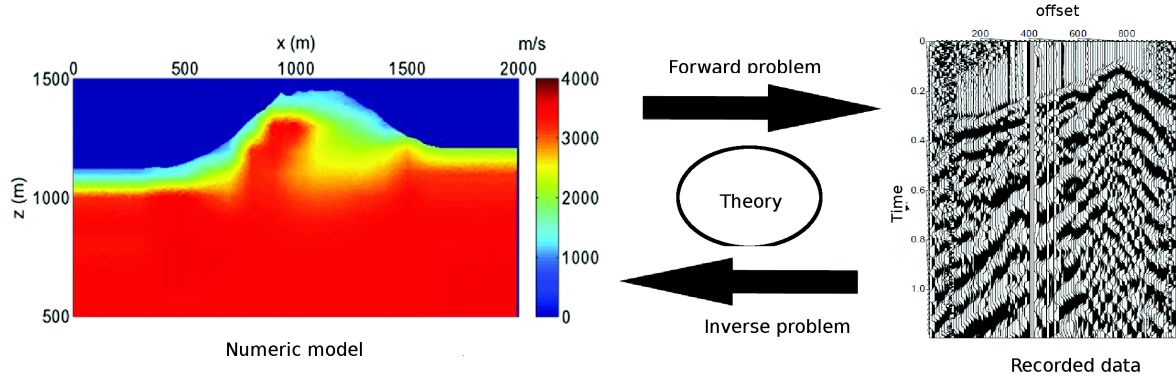 x (m)
m/s
0 500 1000 1500 2000
1500
1000
500
z (m)
4000
3000
2000
1000
0
Numeric model
Forward problem
Theory
Inverse problem
offset
200 400 600 800
0
0.2
0.4
0.6
0.8
1.0
Time
Recorded data